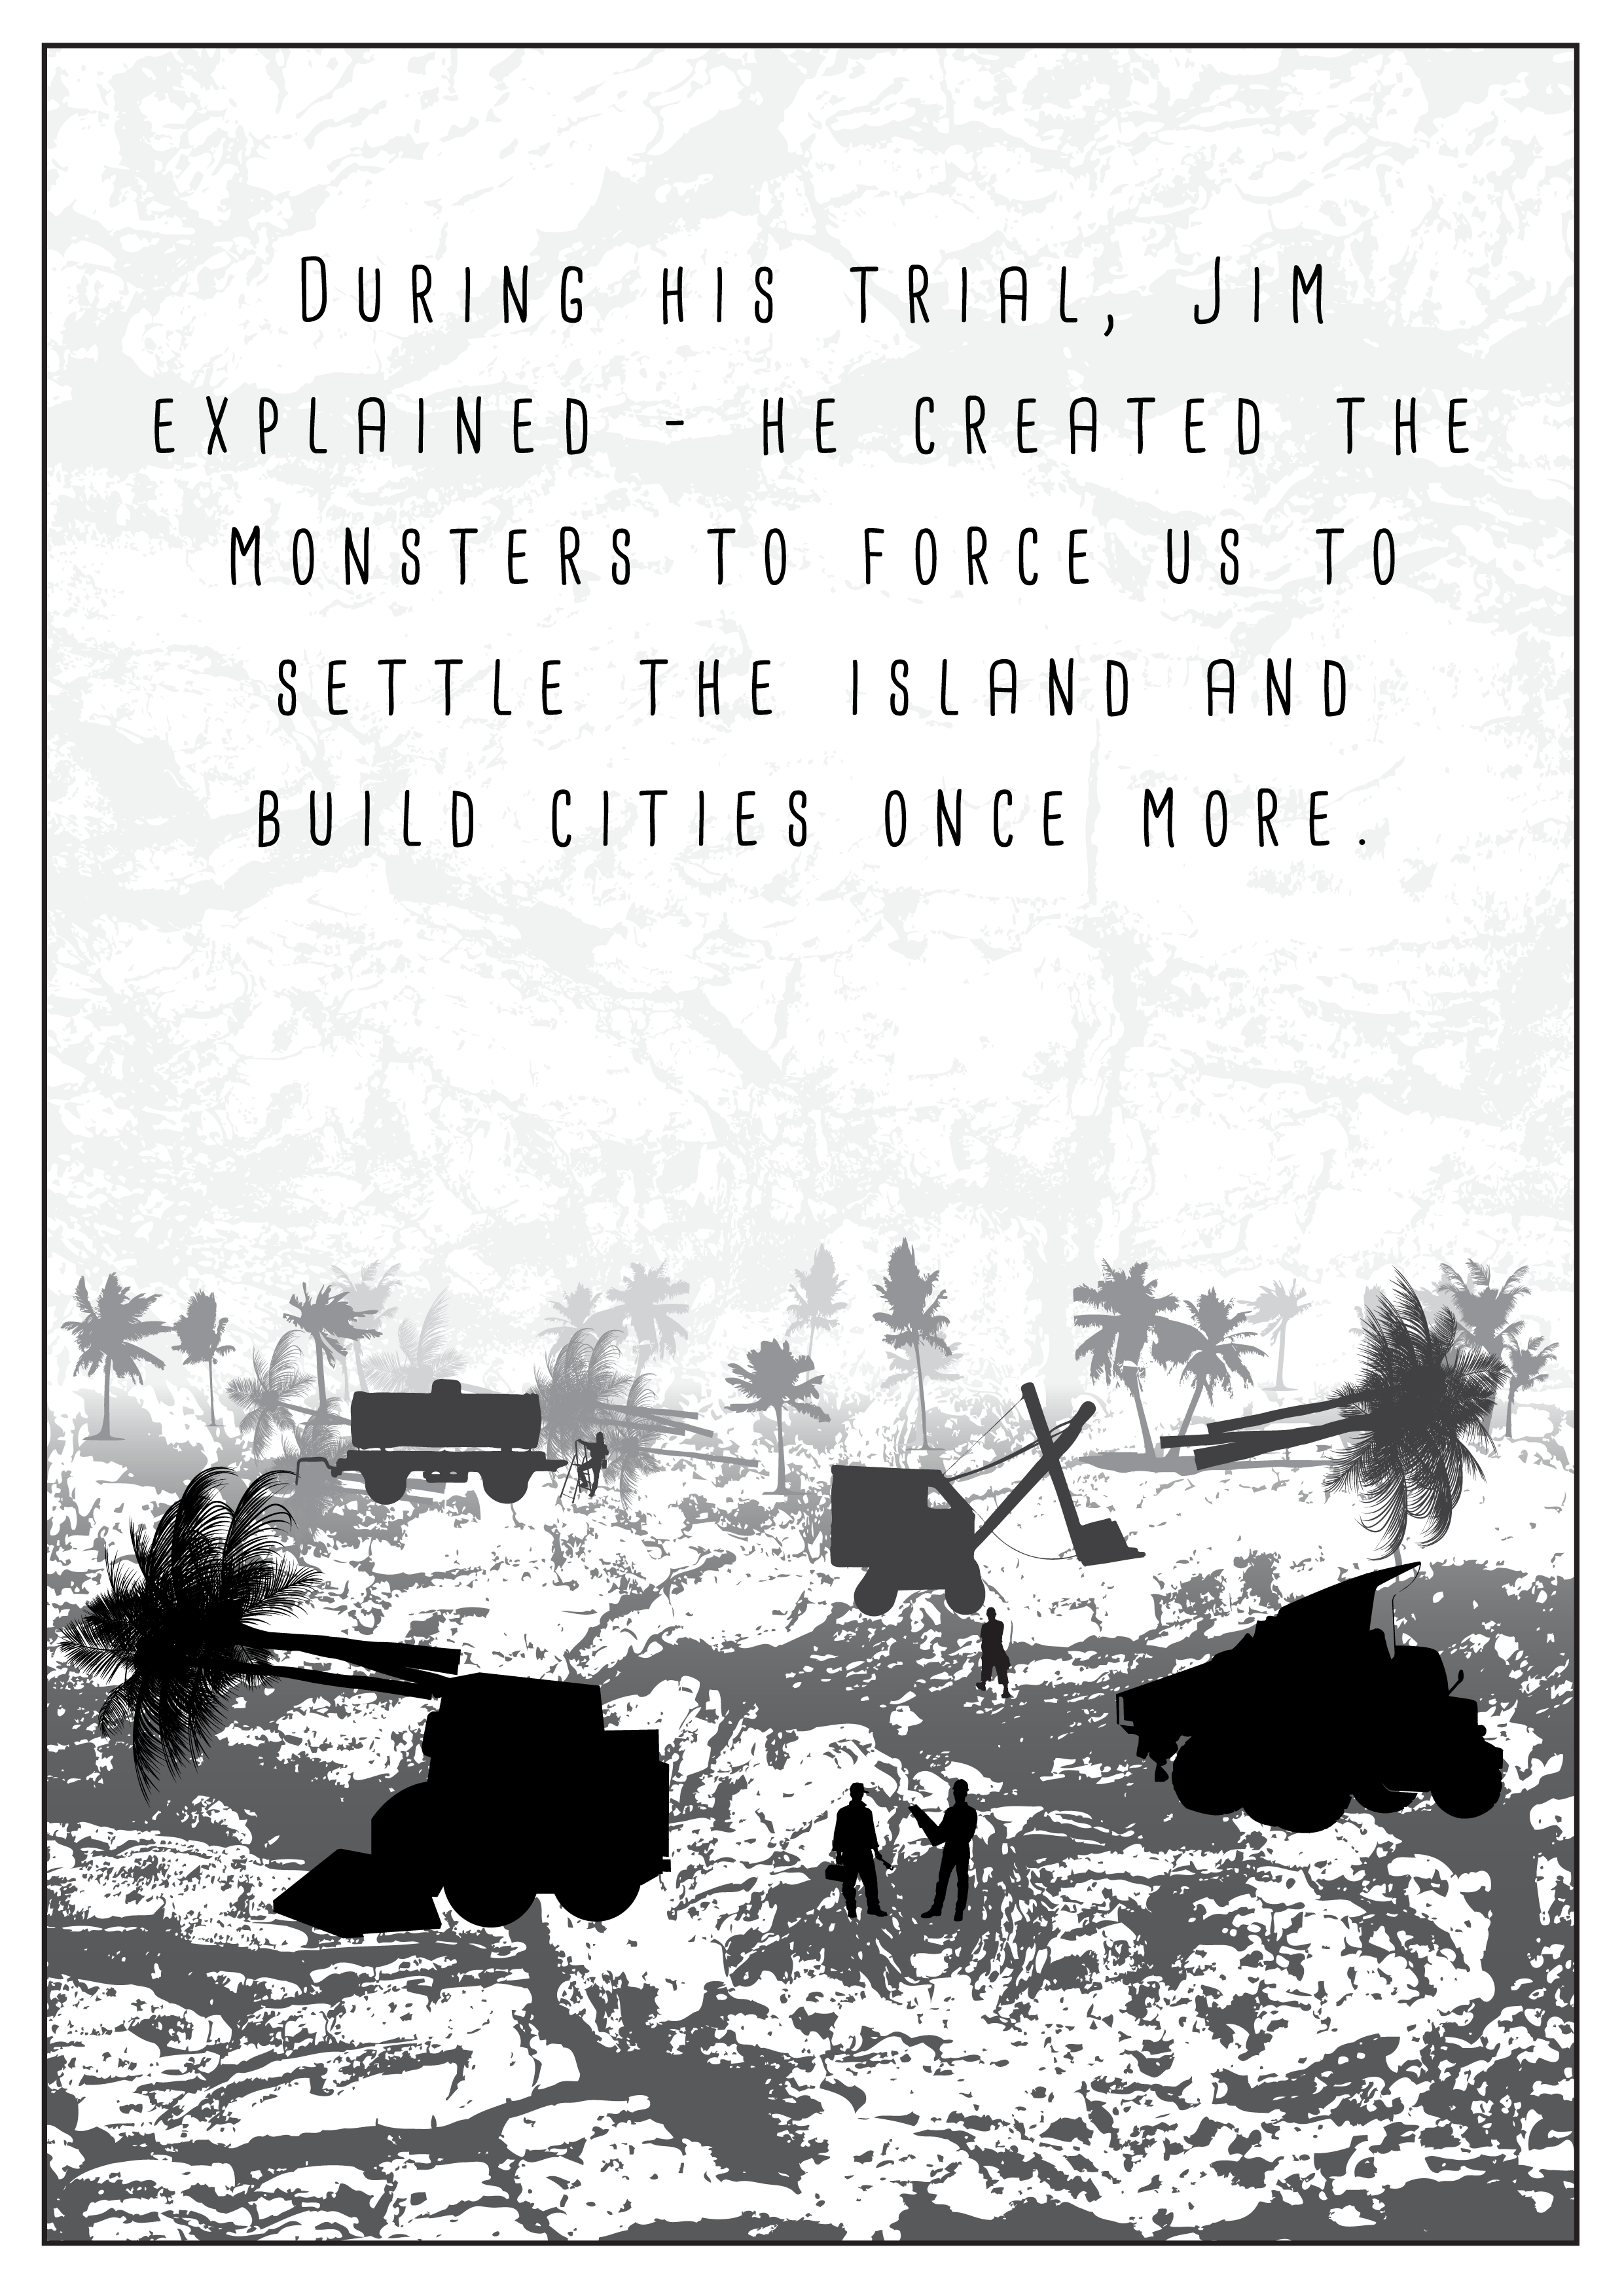 During his trial, Jim
explained - he created the
monsters to force us to
settle the island and
build cities once more.